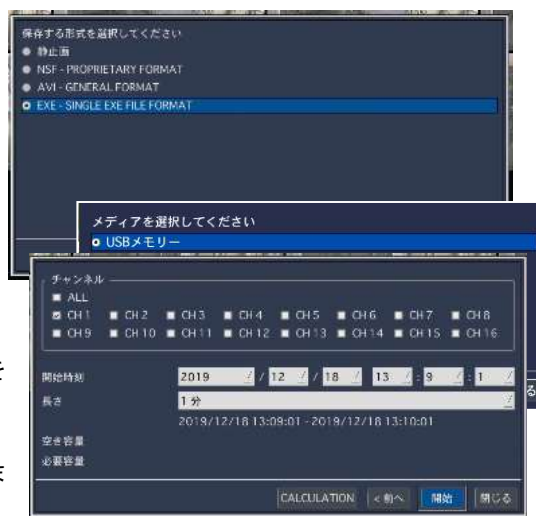 保存する形式を選択してください
静止画
NSF - PROPRIETARY FORMAT
AVI - GENERAL FORMAT
EXE - SINGLE EXE FILE FORMAT
メディアを選択してください
USBメモリー
チャンネル
ALL
CH 1 CH 2 CH 3 CH 4 CH 5 CH 6 CH 7 CH 8
CH 9 CH 10 CH 11 CH 12 CH 13 CH 14 CH 15 CH 16
を
開始時刻 2019 / 12 / 18 13 : 9 : 1
る
長さ 1 分
2019/12/18 13:09:01 - 2019/12/18 13:10:01
空き容量
必要容量
CALCULATION < 前へ 開始 閉じる